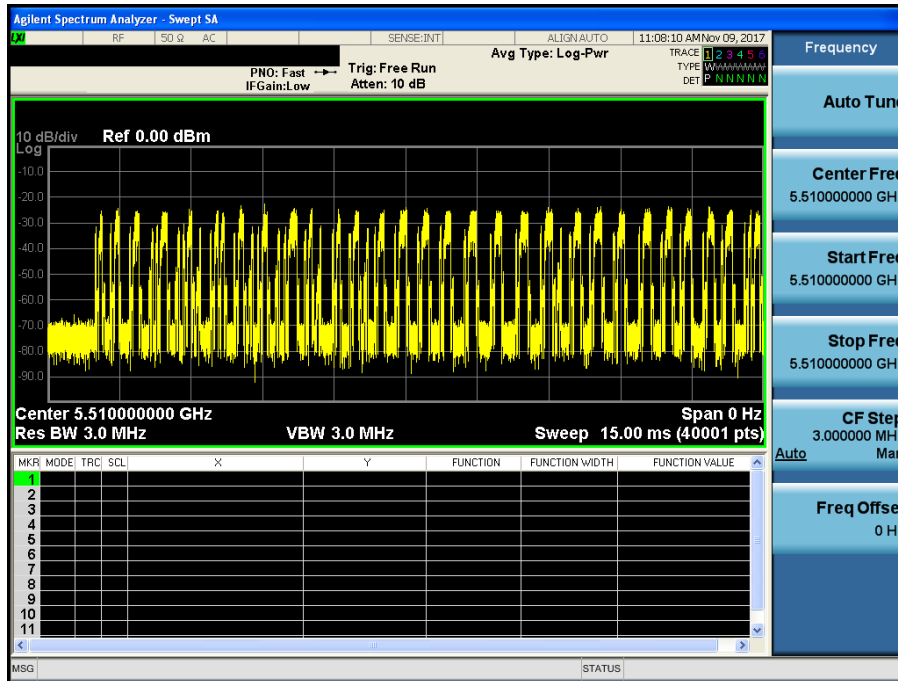 Agilent Spectrum Analyzer - Swept SA
LXI RF 50 Ω AC SENSE:INT ALIGN AUTO 11:08:10 AM Nov 09, 2017
Avg Type: Log-Pwr
TRACE 1 2 3 4 5 6
TYPE WWWWWW
DET P N N N N N
PNO: Fast
IFGain:Low
Trig: Free Run
Atten: 10 dB
10 dB/div
Log
Ref 0.00 dBm
-10.0
-20.0
-30.0
-40.0
-50.0
-60.0
-70.0
-80.0
-90.0
Center 5.510000000 GHz
Span 0 Hz
Res BW 3.0 MHz
VBW 3.0 MHz
Sweep 15.00 ms (40001 pts)
MKR MODE TRC SCL X Y FUNCTION FUNCTION WIDTH FUNCTION VALUE
1
2
3
4
5
6
7
8
9
10
11
MSG
STATUS
Frequency
Auto Tun
Center Fre
5.510000000 GH
Start Fre
5.510000000 GH
Stop Fre
5.510000000 GH
CF Step
3.000000 MH
Auto Ma
Freq Offse
0 H